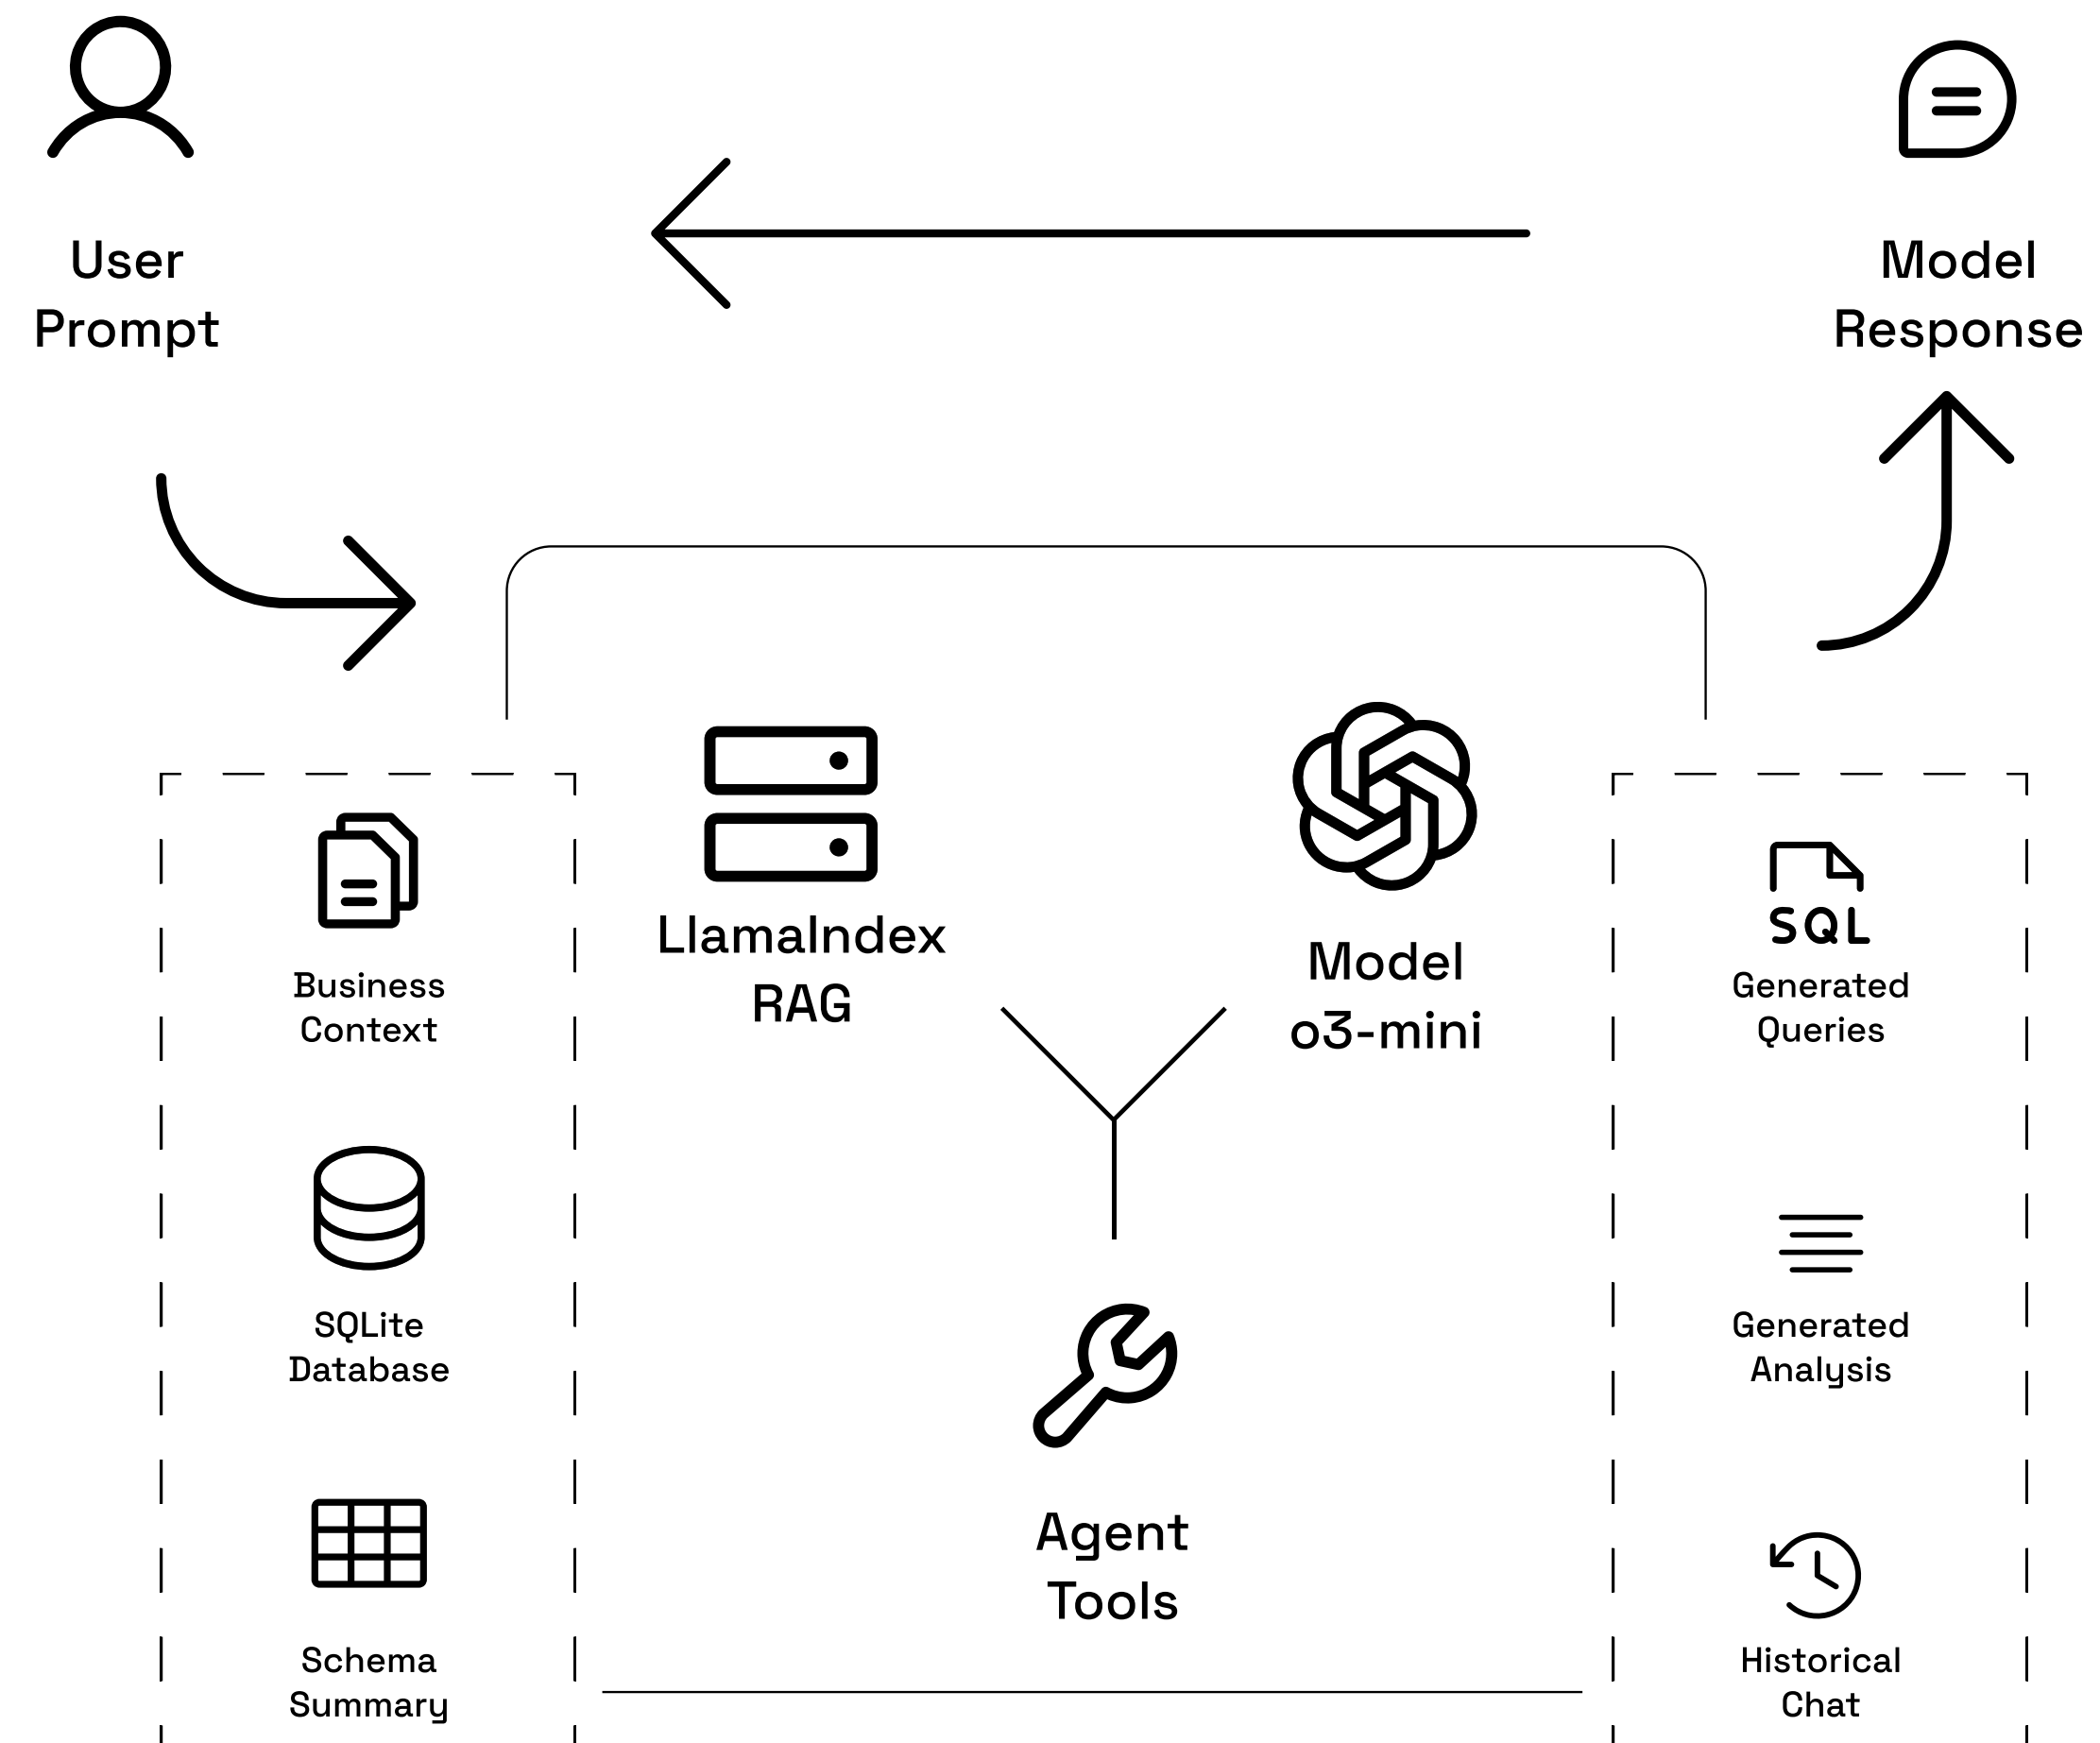 User
Prompt
Model
Response
Business
Context
SQLite
Database
Schema
Summary
LlamaIndex
RAG
Model
o3-mini
Agent
Tools
SQL
Generated
Queries
Generated
Analysis
Historical
Chat